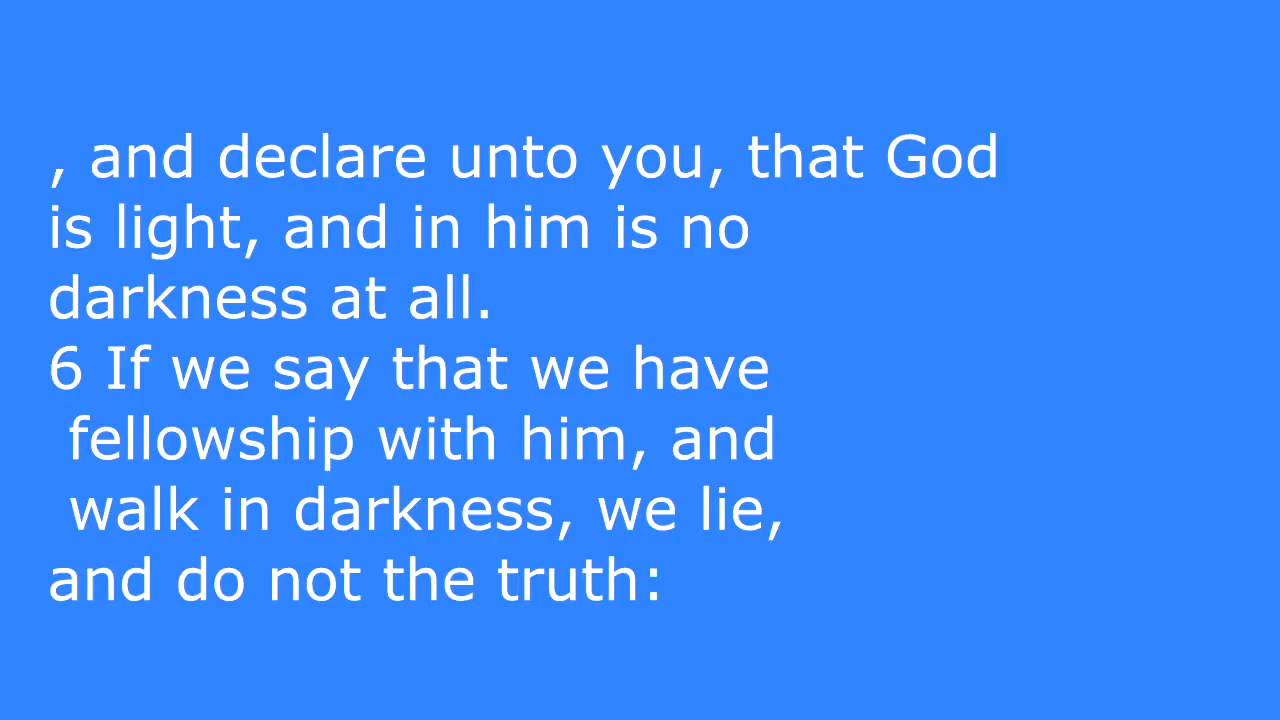 , and declare unto you, that God
is light, and in him is no
darkness at all.
6 If we say that we have
fellowship with him, and
walk in darkness, we lie,
and do not the truth: